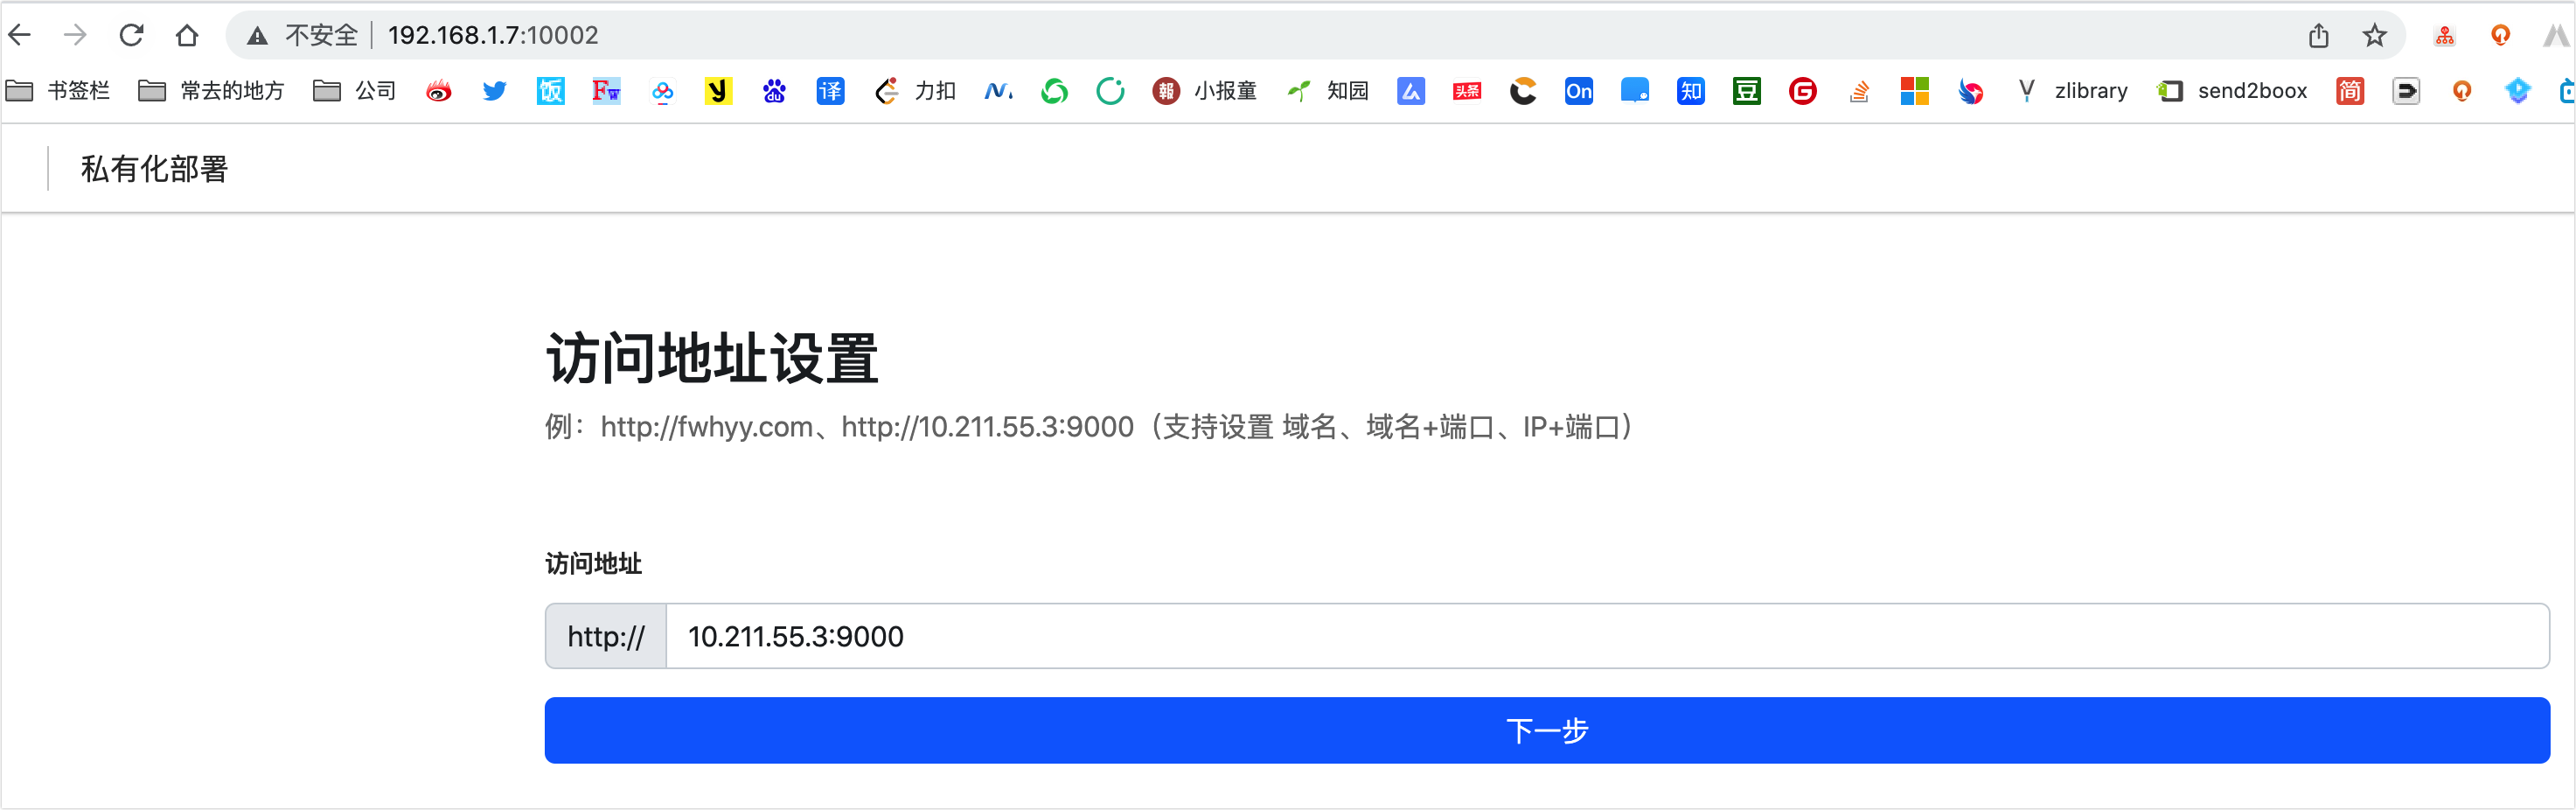 不安全 192.168.1.7:10002
书签栏 常去的地方 公司 饭 Fw y du 译 力扣 報 小报童 知园 头条 On 知 豆 G zlibrary send2boox 简
私有化部署
访问地址设置
例：http://fwhyy.com、http://10.211.55.3:9000（支持设置 域名、域名+端口、IP+端口）
访问地址
http:// 10.211.55.3:9000
下一步